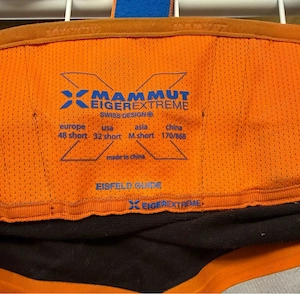 MAMMUT
EIGEREXTREME
SWISS DESIGN
europe usa asia china
48 short 32 short M short 170/88B
made in china
EISFELD GUIDE
EIGEREXTREME